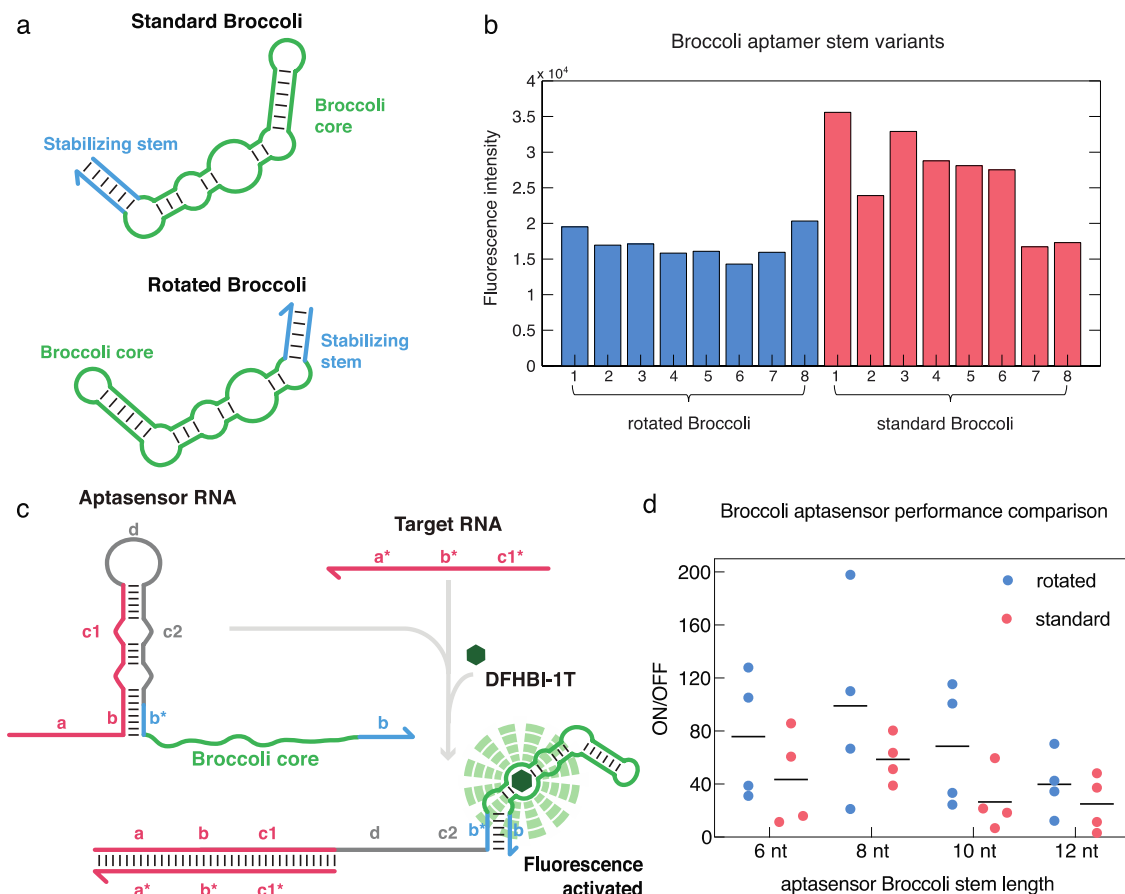 a
Standard Broccoli
Broccoli
core
Stabilizing stem
Rotated Broccoli
Broccoli core
Stabilizing
stem
b
Broccoli aptamer stem variants
× 10⁴
4
3.5
3
2.5
2
1.5
1
0.5
0
Fluorescence intensity
1 2 3 4 5 6 7 8 1 2 3 4 5 6 7 8
rotated Broccoli standard Broccoli
c
Aptasensor RNA
d
c1 c2
a b b* b
Broccoli core
Target RNA
a* b* c1*
DFHBI-1T
a b c1 d c2 b* b
a* b* c1*
Fluorescence
activated
d
Broccoli aptasensor performance comparison
rotated
standard
200
160
120
80
40
0
ON/OFF
6 nt 8 nt 10 nt 12 nt
aptasensor Broccoli stem length